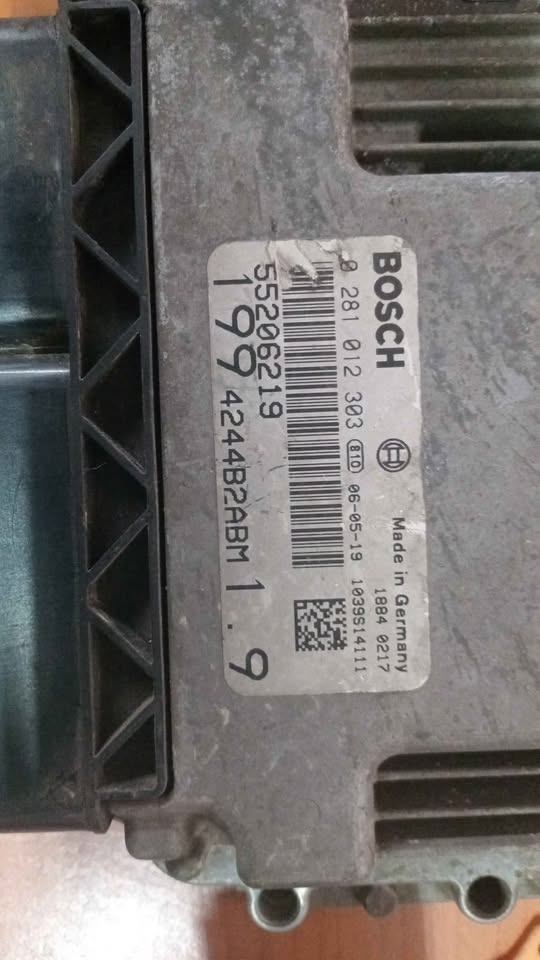 BOSCH
Made in Germany
1884 0217
0 281 012 303 810 06-05-19 1039S14111
55206219
199 4244B2ABM 1.9